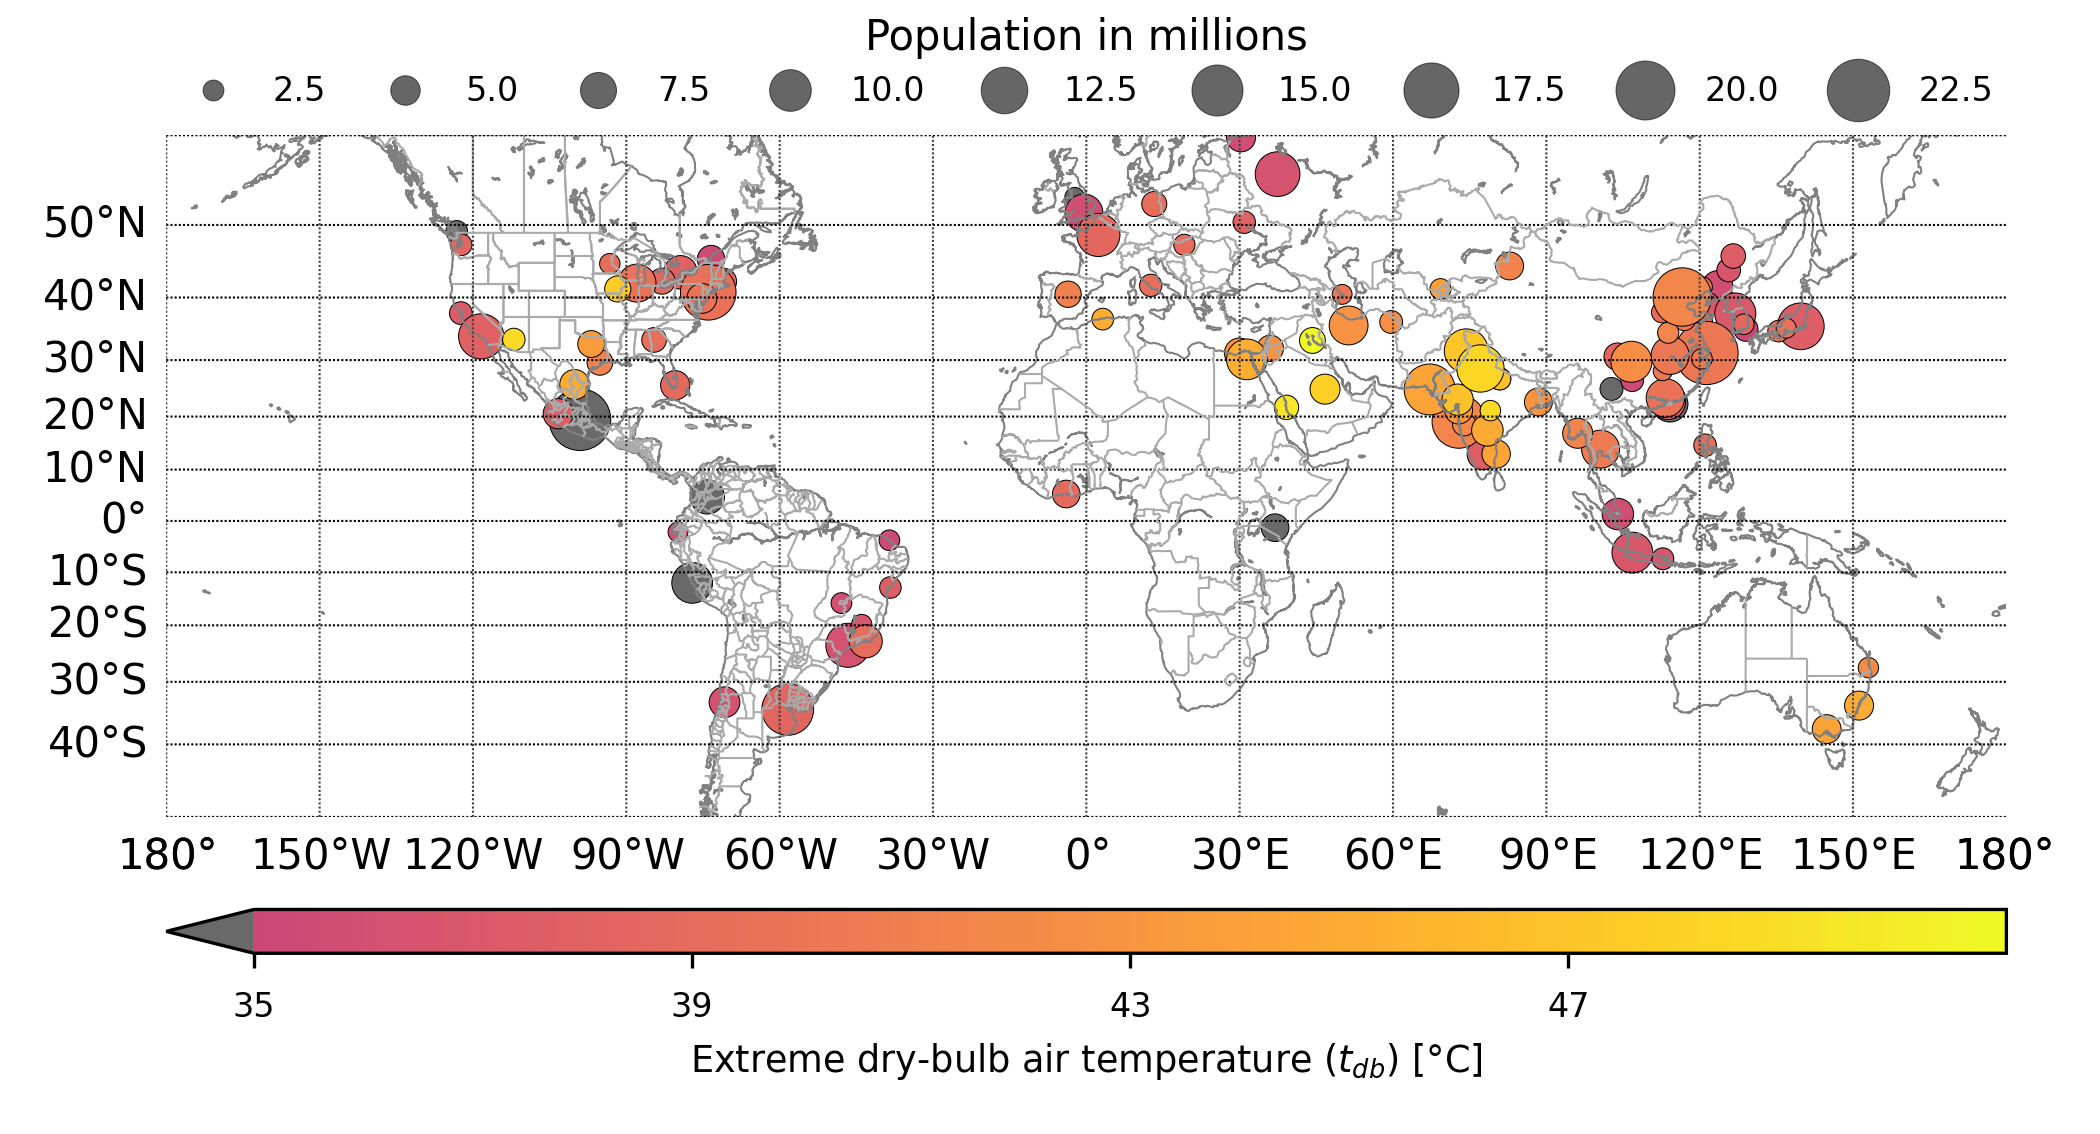 Population in millions
2.5 5.0 7.5 10.0 12.5 15.0 17.5 20.0 22.5
50°N
40°N
30°N
20°N
10°N
0°
10°S
20°S
30°S
40°S
180° 150°W 120°W 90°W 60°W 30°W 0° 30°E 60°E 90°E 120°E 150°E 180°
35 39 43 47
Extreme dry-bulb air temperature (t_db) [°C]